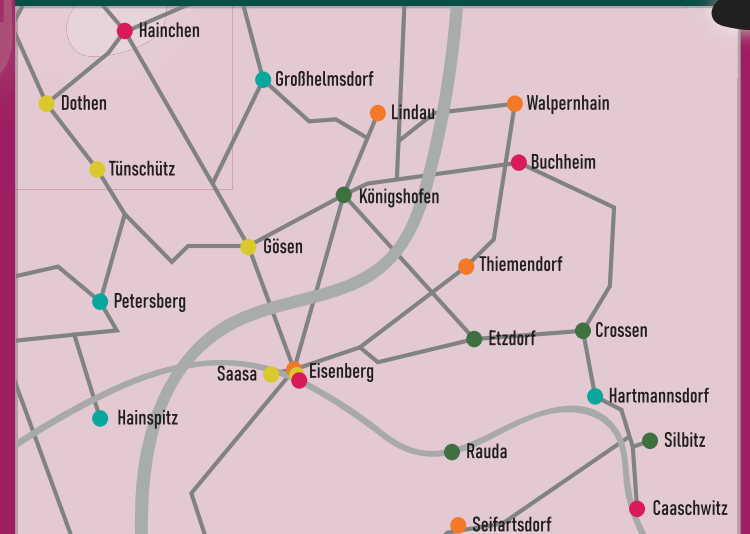 Hainchen
Großhelmsdorf
Dothen
Lindau
Walpernhain
Tünschütz
Buchheim
Königshofen
Gösen
Thiemendorf
Petersberg
Etzdorf
Crossen
Saasa
Eisenberg
Hartmannsdorf
Hainspitz
Silbitz
Rauda
Caaschwitz
Seifartsdorf